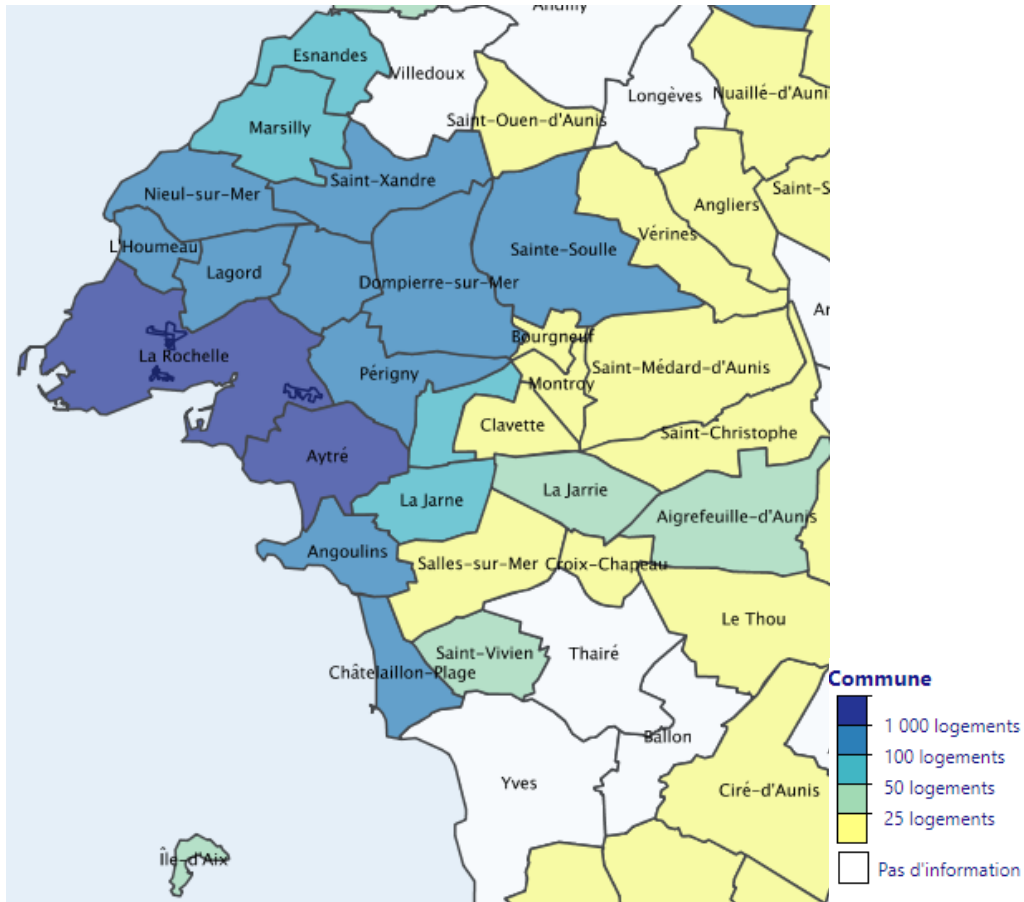 Esnandes
Villedoux
Longèves
Saint-Ouen-d'Aunis
Marsilly
Saint-Xandre
Nieul-sur-Mer
Angliers
Vérines
L'Houmeau
Sainte-Soulle
Lagord
Dompierre-sur-Mer
Bourgneuf
La Rochelle
Saint-Médard-d'Aunis
Périgny
Montroy
Clavette
Saint-Christophe
Aytré
La Jarrie
La Jarne
Aigrefeuille-d'Aunis
Angoulins
Salles-sur-Mer
Croix-Chapeau
Le Thou
Saint-Vivien
Thairé
Châtelaillon-Plage
Ballon
Yves
Ciré-d'Aunis
Île-d'Aix
Commune
1 000 logements
100 logements
50 logements
25 logements
Pas d'information